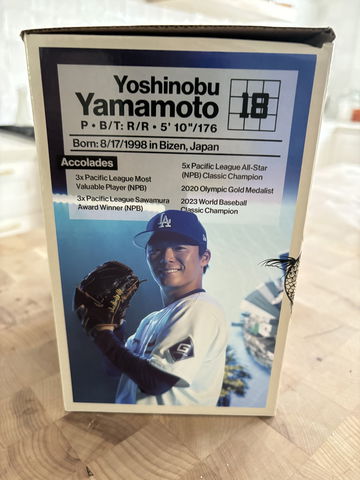 Yoshinobu
Yamamoto
18
P • B/T: R/R • 5' 10"/176
Born: 8/17/1998 in Bizen, Japan
Accolades
3x Pacific League Most
Valuable Player (NPB)
3x Pacific League Sawamura
Award Winner (NPB)
5x Pacific League All-Star
(NPB) Classic Champion
2020 Olympic Gold Medalist
2023 World Baseball
Classic Champion
LA
G